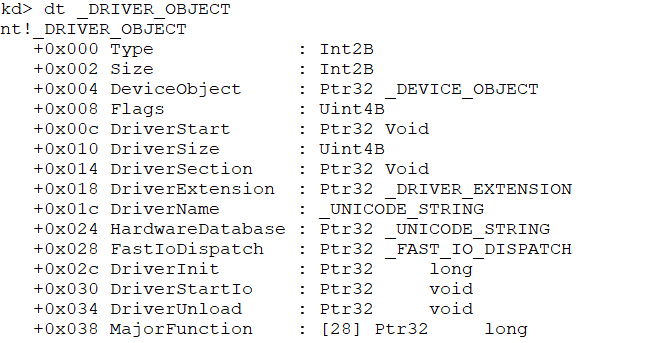 kd> dt _DRIVER_OBJECT
nt!_DRIVER_OBJECT
   +0x000 Type             : Int2B
   +0x002 Size             : Int2B
   +0x004 DeviceObject     : Ptr32 _DEVICE_OBJECT
   +0x008 Flags            : Uint4B
   +0x00c DriverStart      : Ptr32 Void
   +0x010 DriverSize       : Uint4B
   +0x014 DriverSection    : Ptr32 Void
   +0x018 DriverExtension  : Ptr32 _DRIVER_EXTENSION
   +0x01c DriverName       : _UNICODE_STRING
   +0x024 HardwareDatabase : Ptr32 _UNICODE_STRING
   +0x028 FastIoDispatch   : Ptr32 _FAST_IO_DISPATCH
   +0x02c DriverInit       : Ptr32     long
   +0x030 DriverStartIo    : Ptr32     void
   +0x034 DriverUnload     : Ptr32     void
   +0x038 MajorFunction    : [28] Ptr32     long